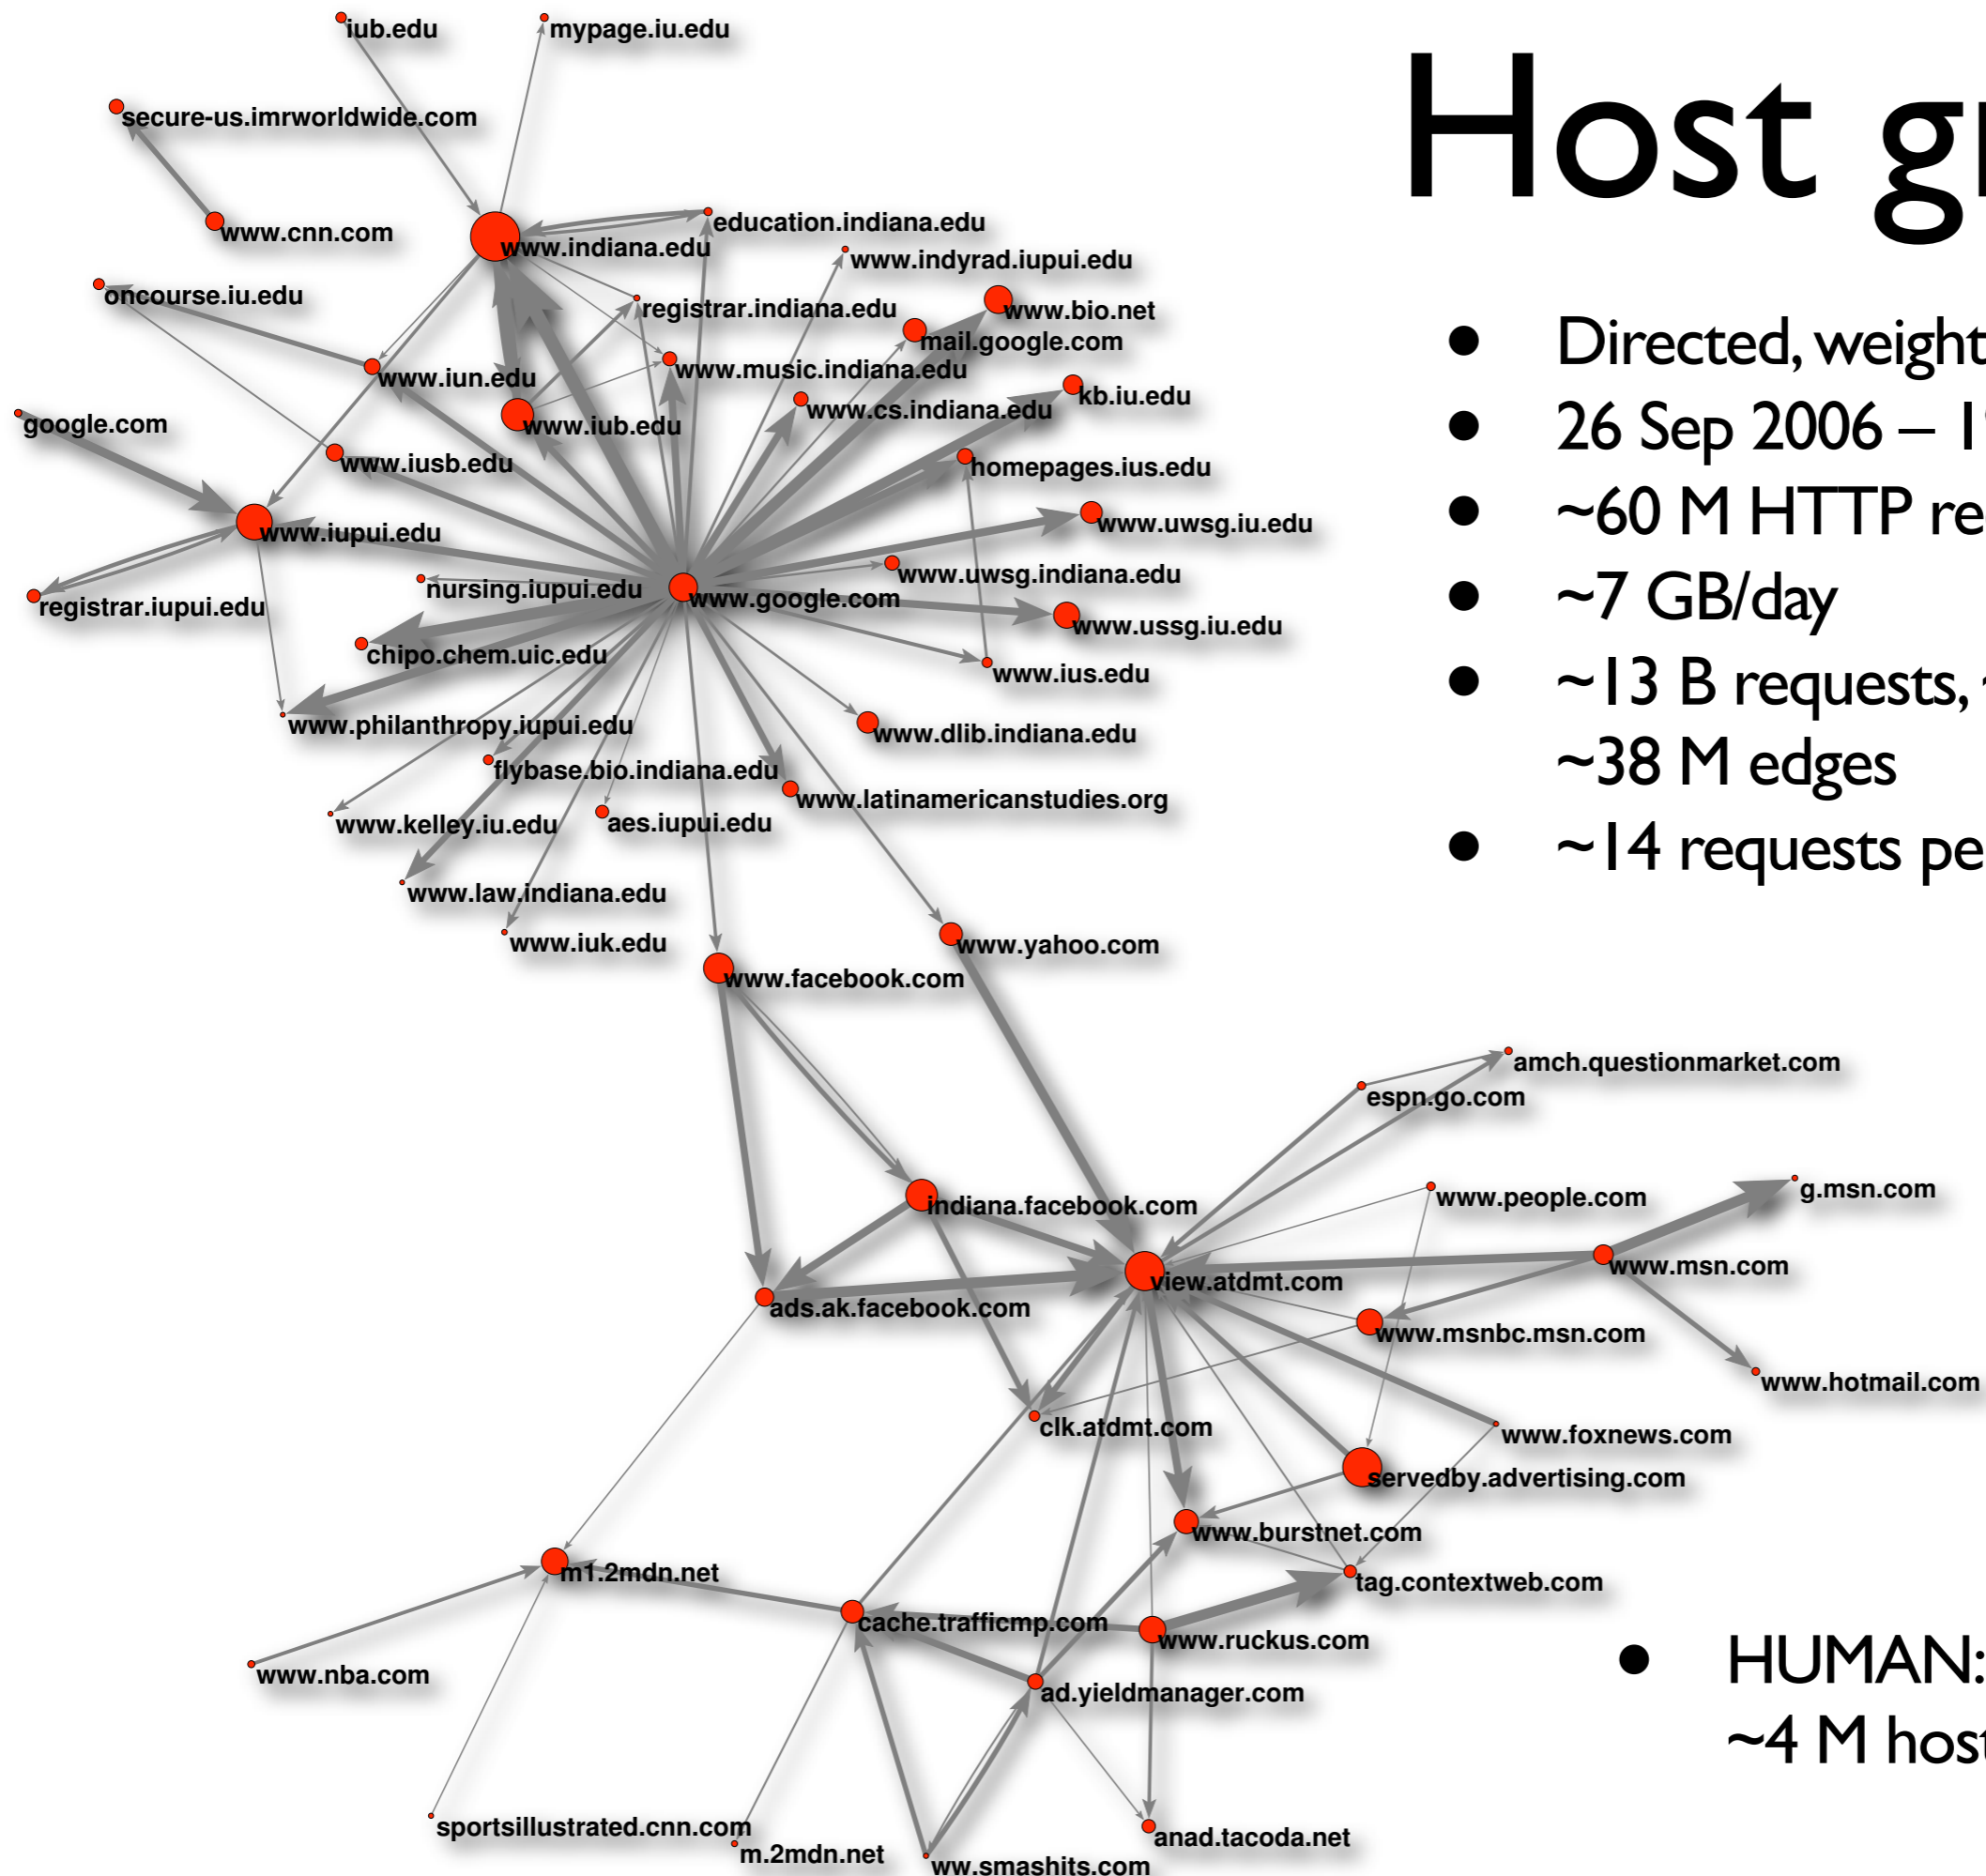 iub.edu
mypage.iu.edu
Host
secure-us.imrworldwide.com
www.cnn.com
education.indiana.edu
www.indiana.edu
www.indyrad.iupui.edu
oncourse.iu.edu
registrar.indiana.edu
www.bio.net
mail.google.com
www.music.indiana.edu
www.iun.edu
kb.iu.edu
www.cs.indiana.edu
google.com
www.iub.edu
www.iusb.edu
homepages.ius.edu
www.uwsg.iu.edu
www.iupui.edu
www.uwsg.indiana.edu
nursing.iupui.edu
www.google.com
registrar.iupui.edu
www.ussg.iu.edu
chipo.chem.uic.edu
www.ius.edu
www.philanthropy.iupui.edu
www.dlib.indiana.edu
flybase.bio.indiana.edu
www.latinamericanstudies.org
www.kelley.iu.edu
aes.iupui.edu
www.law.indiana.edu
www.iuk.edu
www.yahoo.com
www.facebook.com
• Directed,
• 26 Sep 2006 –
• ~60 M HTTP
• ~7 GB/day
• ~13 B requests,
~38 M edges
• ~14 requests
amch.questionmarket.com
espn.go.com
www.people.com
g.msn.com
indiana.facebook.com
www.msn.com
view.atdmt.com
ads.ak.facebook.com
www.msnbc.msn.com
www.hotmail.com
clk.atdmt.com
www.foxnews.com
servedby.advertising.com
www.burstnet.com
m1.2mdn.net
tag.contextweb.com
cache.trafficmp.com
www.ruckus.com
www.nba.com
ad.yieldmanager.com
sportsillustrated.cnn.com
anad.tacoda.net
m.2mdn.net
ww.smashits.com
• HUMAN:
~4 M